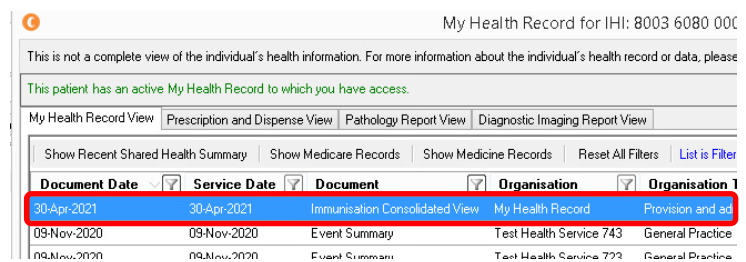 My Health Record for IHI: 8003 6080 000
This is not a complete view of the individual's health information. For more information about the individual's health record or data, please
This patient has an active My Health Record to which you have access.
My Health Record View Prescription and Dispense View Pathology Report View Diagnostic Imaging Report View
Show Recent Shared Health Summary Show Medicare Records Show Medicine Records Reset All Filters List is Filter
Document Date Service Date Document Organisation Organisation T
30-Apr-2021 30-Apr-2021 Immunisation Consolidated View My Health Record Provision and ad
09-Nov-2020 09-Nov-2020 Event Summary Test Health Service 743 General Practice
09-Nov-2020 09-Nov-2020 Event Summary Test Health Service 723 General Practice